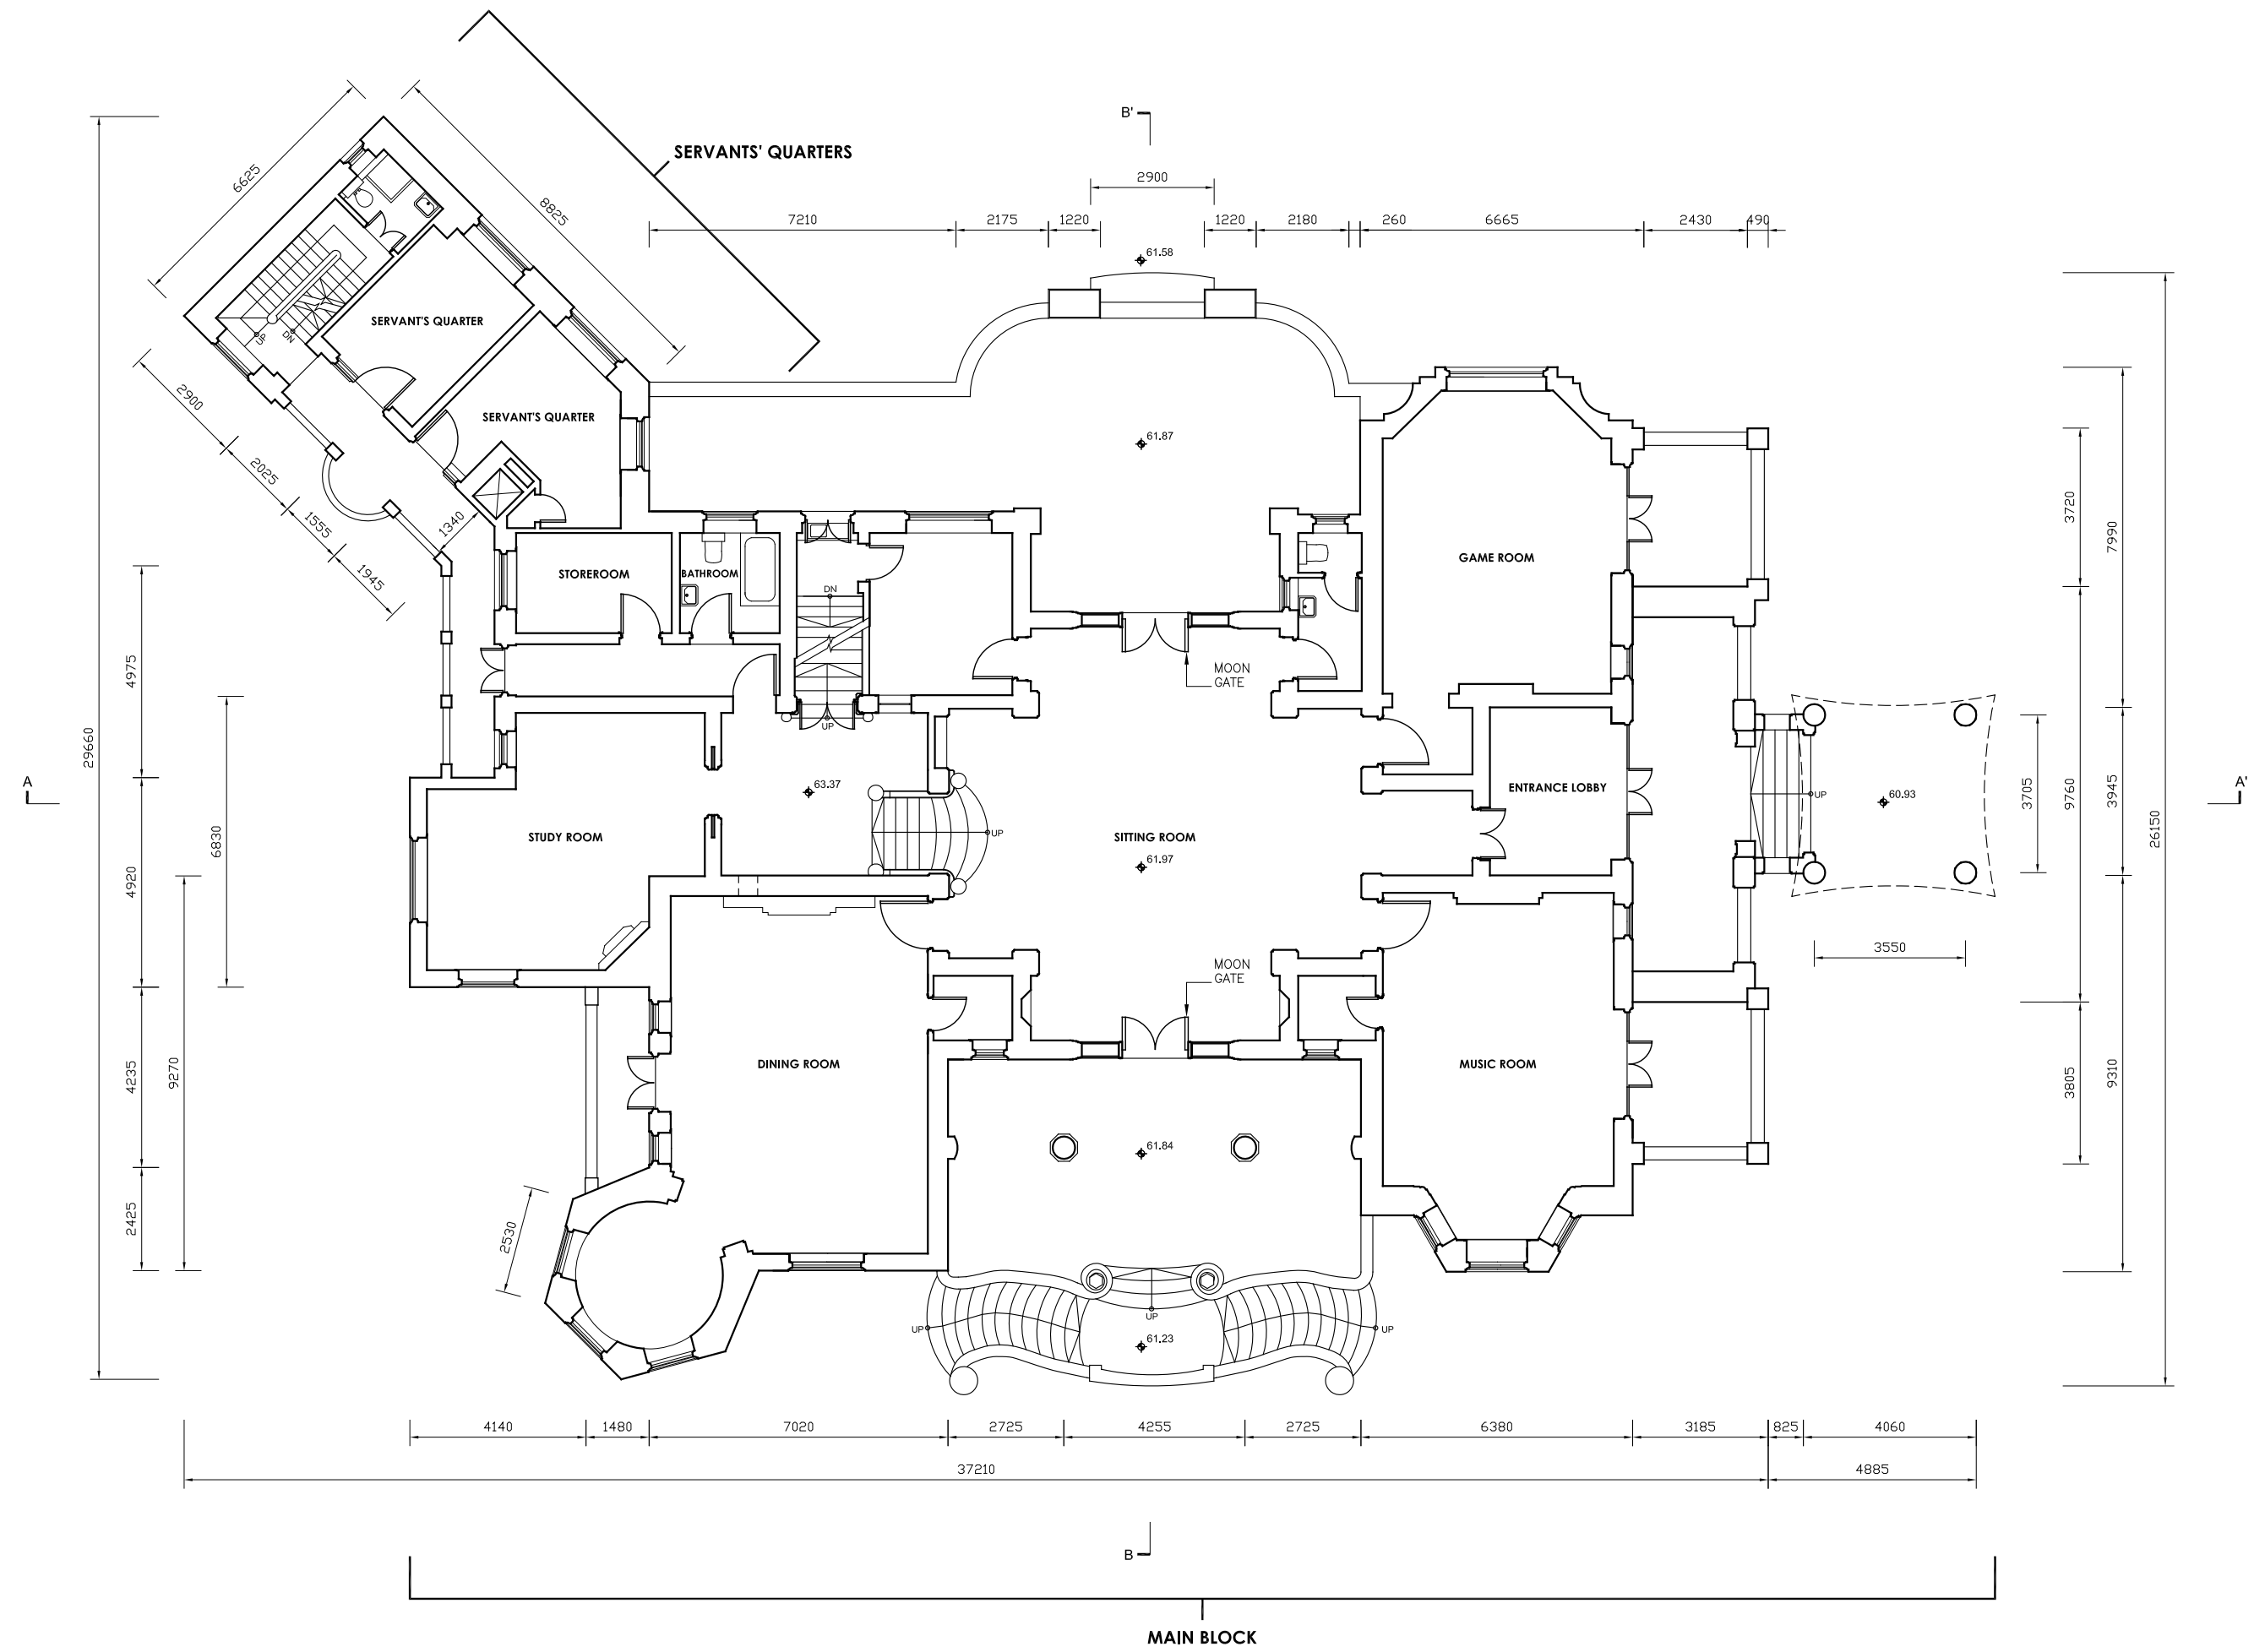 B'
SERVANTS' QUARTERS
2900
6625
8825
7210
2175
1220
1220
2180
260
6665
2430
490
61.58
SERVANT'S QUARTER
UP
DN
2900
SERVANT'S QUARTER
61.87
2025
1555
1340
1945
3720
7990
GAME ROOM
STOREROOM
BATHROOM
DN
4975
MOON
GATE
UP
29660
A
63.37
ENTRANCE LOBBY
UP
60.93
3705
9760
3945
A'
6830
STUDY ROOM
UP
SITTING ROOM
61.97
26150
4920
3550
MOON
GATE
4235
9270
DINING ROOM
MUSIC ROOM
3805
9310
61.84
2425
2530
UP
UP
UP
61.23
4140
1480
7020
2725
4255
2725
6380
3185
825
4060
37210
4885
B
MAIN BLOCK